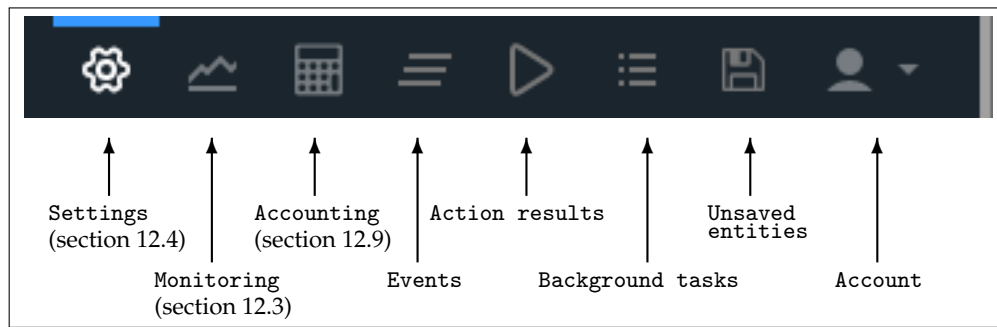 Settings
(section 12.4)
Monitoring
(section 12.3)
Accounting
(section 12.9)
Events
Action results
Background tasks
Unsaved
entities
Account